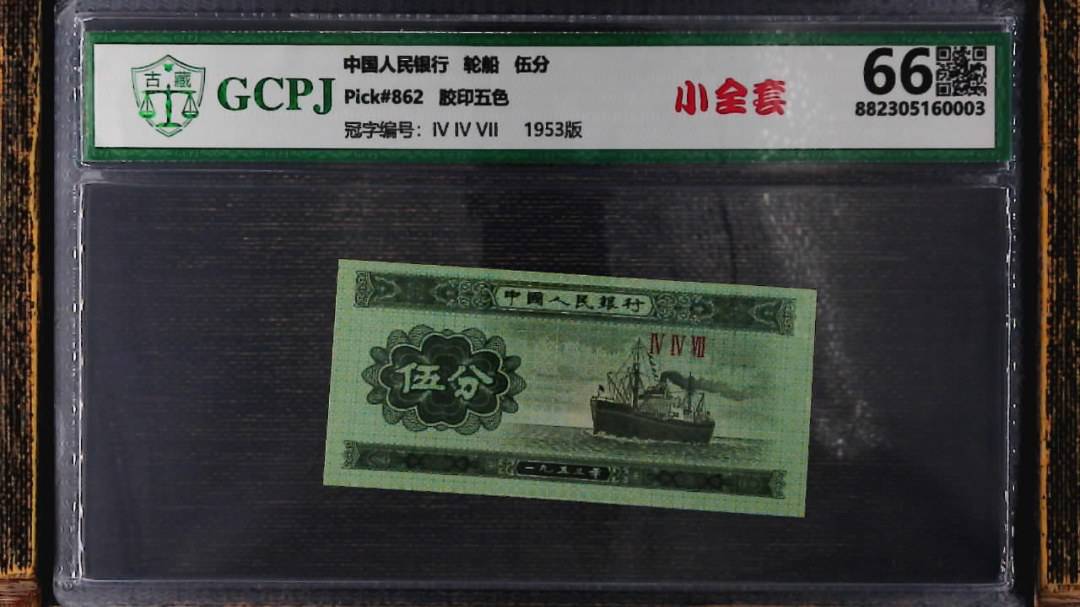 古 藏
GCPJ
中国人民银行 轮船 伍分
Pick#862 胶印五色
冠字编号: IV IV VII 1953版
小全套
66
882305160003
中國人民銀行
IV IV VII
伍分
一九五三年